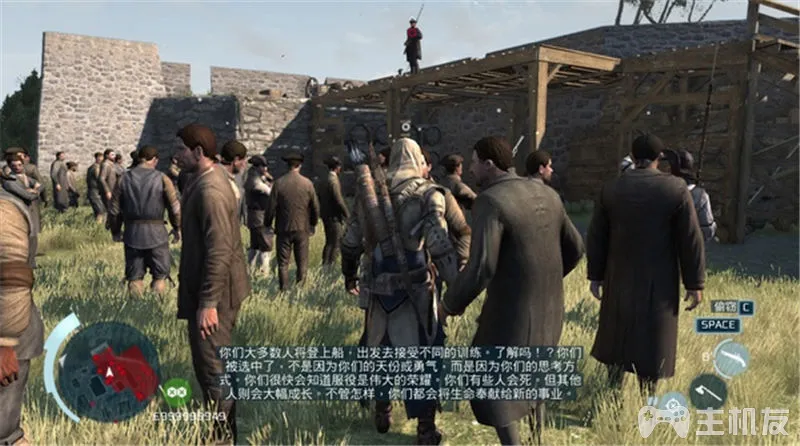 偷窃 C
SPACE
你们大多数人将登上船，出发去接受不同的训练。了解吗！？你们
被选中了，不是因为你们的天份或勇气，而是因为你们的思考方
式。你们很快会知道服役是伟大的荣耀。你们有些人会死。但其他
人则会大幅成长。不管怎样，你们都会将生命奉献给新的事业。
主机友